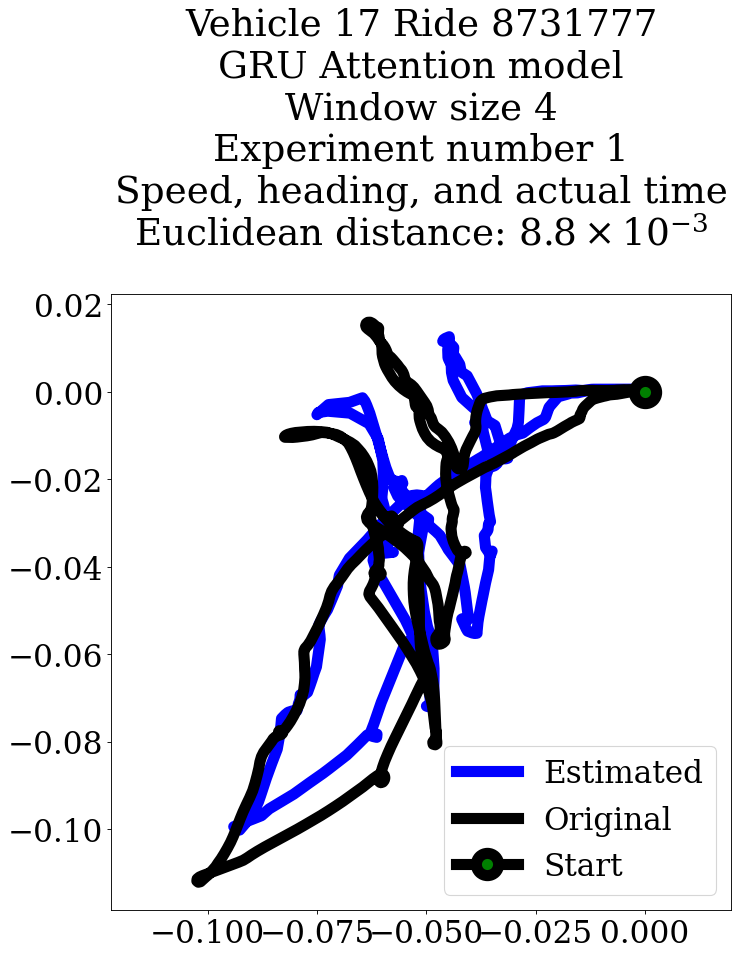 Vehicle 17 Ride 8731777
GRU Attention model
Window size 4
Experiment number 1
Speed, heading, and actual time
Euclidean distance: 8.8 × 10⁻³
0.02
0.00
−0.02
−0.04
−0.06
−0.08
−0.10
Estimated
Original
Start
−0.100 −0.075 −0.050 −0.025 0.000